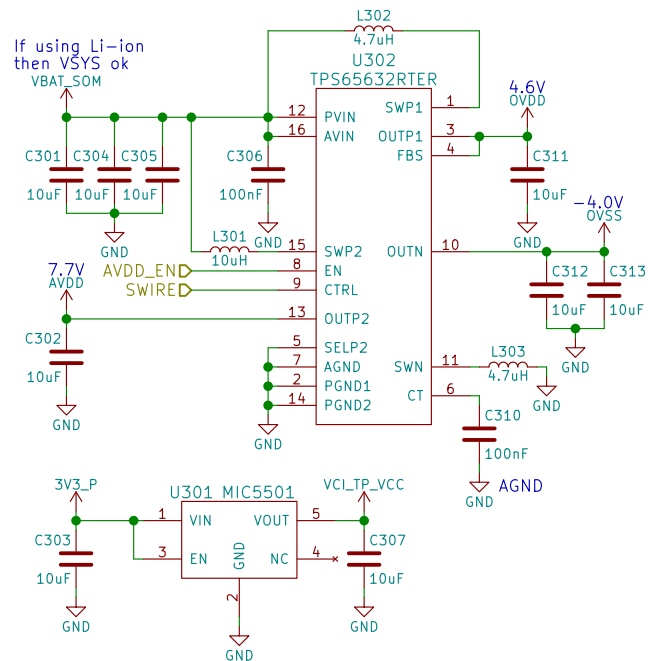 L302
4.7uH
If using Li-ion
then VSYS ok
VBAT_SOM
U302
TPS65632RTER
4.6V
OVDD
12 PVIN
SWP1 1
16 AVIN
OUTP1 3
FBS 4
C301 C304 C305
10uF 10uF 10uF
C306
100nF
C311
10uF
GND
GND
GND
-4.0V
OVSS
L301
10uH
15 SWP2
OUTN 10
AVDD_EN
8 EN
SWIRE
9 CTRL
7.7V
AVDD
C312 C313
10uF 10uF
13 OUTP2
C302
10uF
GND
5 SELP2
7 AGND
2 PGND1
14 PGND2
SWN 11
L303
4.7uH
GND
CT 6
C310
100nF
GND
GND
GND AGND
3V3_P
U301 MIC5501
VCI_TP_VCC
1 VIN
VOUT 5
3 EN
GND
NC 4
2
C303
10uF
C307
10uF
GND
GND
GND